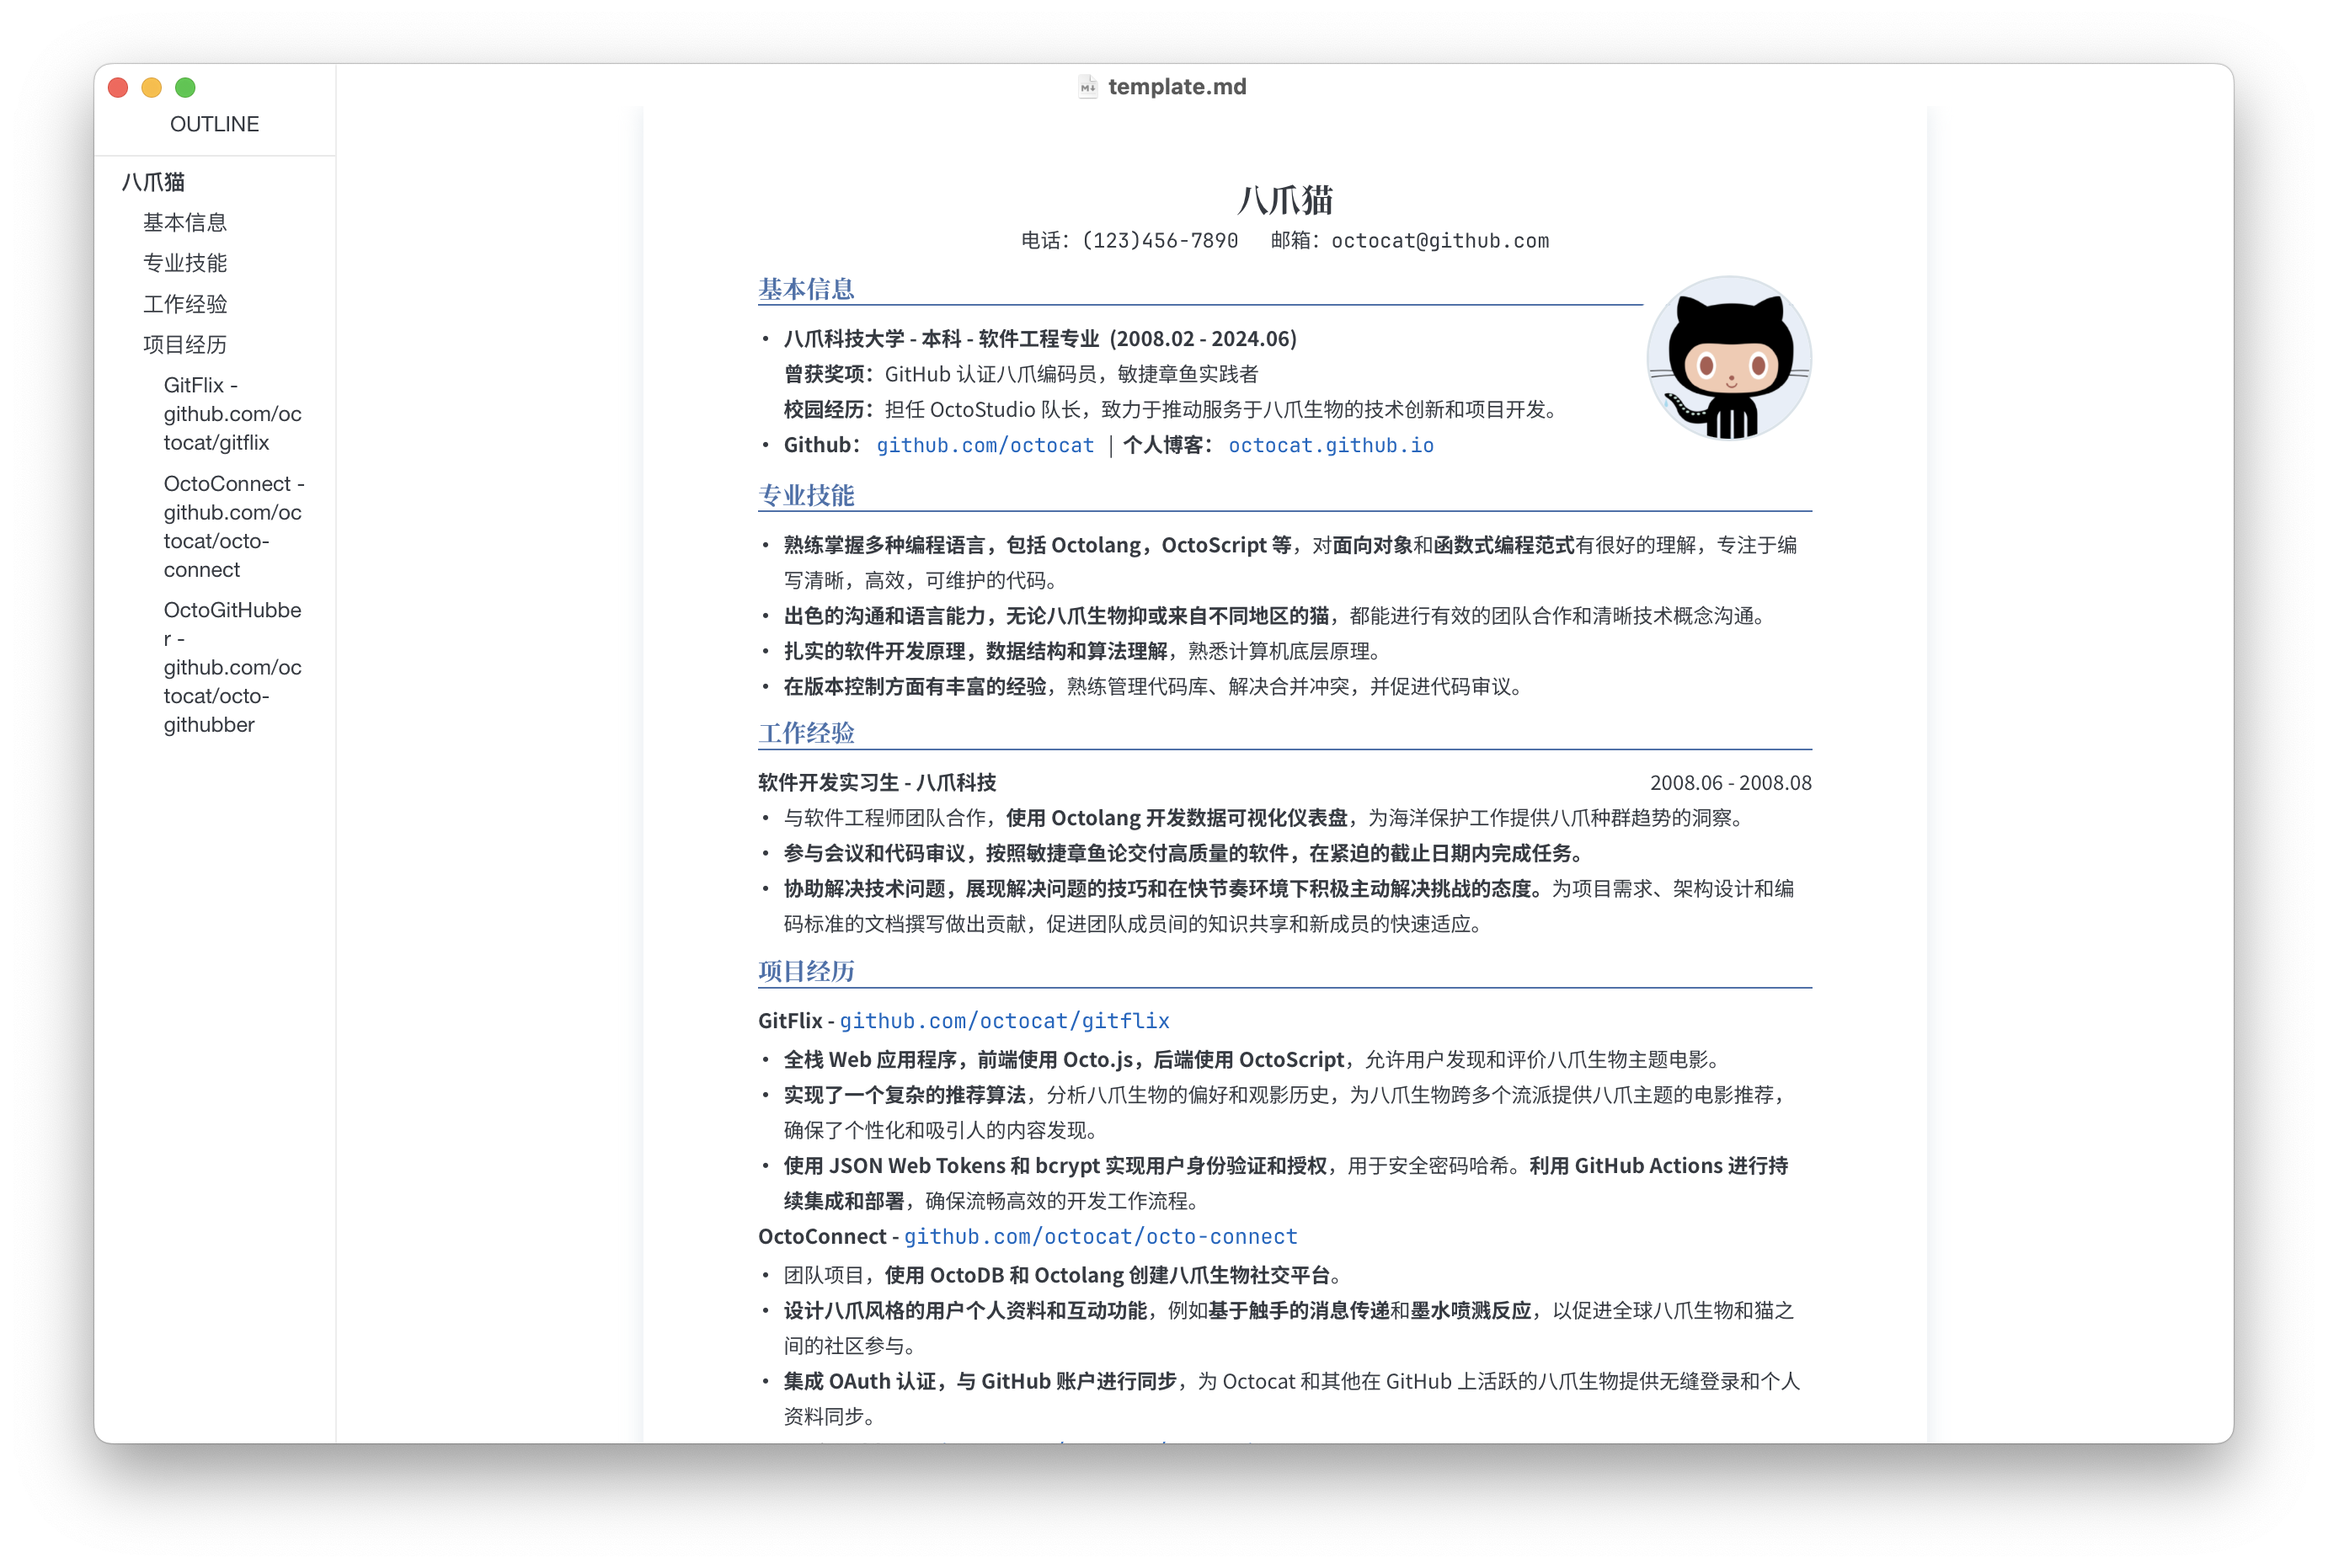 template.md
OUTLINE
八爪猫
基本信息
专业技能
工作经验
项目经历
GitFlix -
github.com/oc
tocat/gitflix
OctoConnect -
github.com/oc
tocat/octo-
connect
OctoGitHubbe
r -
github.com/oc
tocat/octo-
githubber
八爪猫
电话：(123)456-7890 邮箱：octocat@github.com
基本信息
• 八爪科技大学 - 本科 - 软件工程专业 (2008.02 - 2024.06)
曾获奖项：GitHub 认证八爪编码员，敏捷章鱼实践者
校园经历：担任 OctoStudio 队长，致力于推动服务于八爪生物的技术创新和项目开发。
• Github： github.com/octocat | 个人博客： octocat.github.io
专业技能
• 熟练掌握多种编程语言，包括 Octolang，OctoScript 等，对面向对象和函数式编程范式有很好的理解，专注于编
写清晰，高效，可维护的代码。
• 出色的沟通和语言能力，无论八爪生物抑或来自不同地区的猫，都能进行有效的团队合作和清晰技术概念沟通。
• 扎实的软件开发原理，数据结构和算法理解，熟悉计算机底层原理。
• 在版本控制方面有丰富的经验，熟练管理代码库、解决合并冲突，并促进代码审议。
工作经验
软件开发实习生 - 八爪科技 2008.06 - 2008.08
• 与软件工程师团队合作，使用 Octolang 开发数据可视化仪表盘，为海洋保护工作提供八爪种群趋势的洞察。
• 参与会议和代码审议，按照敏捷章鱼论交付高质量的软件，在紧迫的截止日期内完成任务。
• 协助解决技术问题，展现解决问题的技巧和在快节奏环境下积极主动解决挑战的态度。为项目需求、架构设计和编
码标准的文档撰写做出贡献，促进团队成员间的知识共享和新成员的快速适应。
项目经历
GitFlix - github.com/octocat/gitflix
• 全栈 Web 应用程序，前端使用 Octo.js，后端使用 OctoScript，允许用户发现和评价八爪生物主题电影。
• 实现了一个复杂的推荐算法，分析八爪生物的偏好和观影历史，为八爪生物跨多个流派提供八爪主题的电影推荐，
确保了个性化和吸引人的内容发现。
• 使用 JSON Web Tokens 和 bcrypt 实现用户身份验证和授权，用于安全密码哈希。利用 GitHub Actions 进行持
续集成和部署，确保流畅高效的开发工作流程。
OctoConnect - github.com/octocat/octo-connect
• 团队项目，使用 OctoDB 和 Octolang 创建八爪生物社交平台。
• 设计八爪风格的用户个人资料和互动功能，例如基于触手的消息传递和墨水喷溅反应，以促进全球八爪生物和猫之
间的社区参与。
• 集成 OAuth 认证，与 GitHub 账户进行同步，为 Octocat 和其他在 GitHub 上活跃的八爪生物提供无缝登录和个人
资料同步。